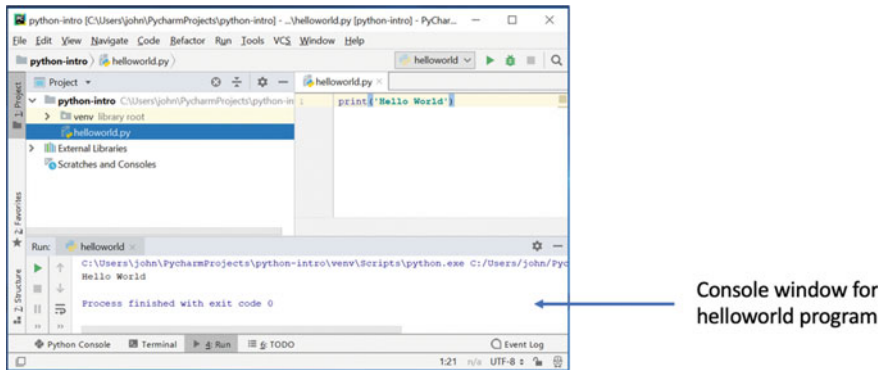 python-intro [C:\Users\john\PycharmProjects\python-intro] - ...\helloworld.py [python-intro] - PyChar...
File Edit View Navigate Code Refactor Run Tools VCS Window Help
python-intro helloworld.py helloworld
1: Project
Project helloworld.py
python-intro C:\Users\john\PycharmProjects\python-in
1 print('Hello World')
venv library root
helloworld.py
External Libraries
Scratches and Consoles
2: Favorites
Z: Structure
Run: helloworld
C:\Users\john\PycharmProjects\python-intro\venv\Scripts\python.exe C:/Users/john/Pyc
Hello World
Process finished with exit code 0
Console window for
helloworld program
Python Console Terminal 4: Run 6: TODO Event Log
1:21 n/a UTF-8